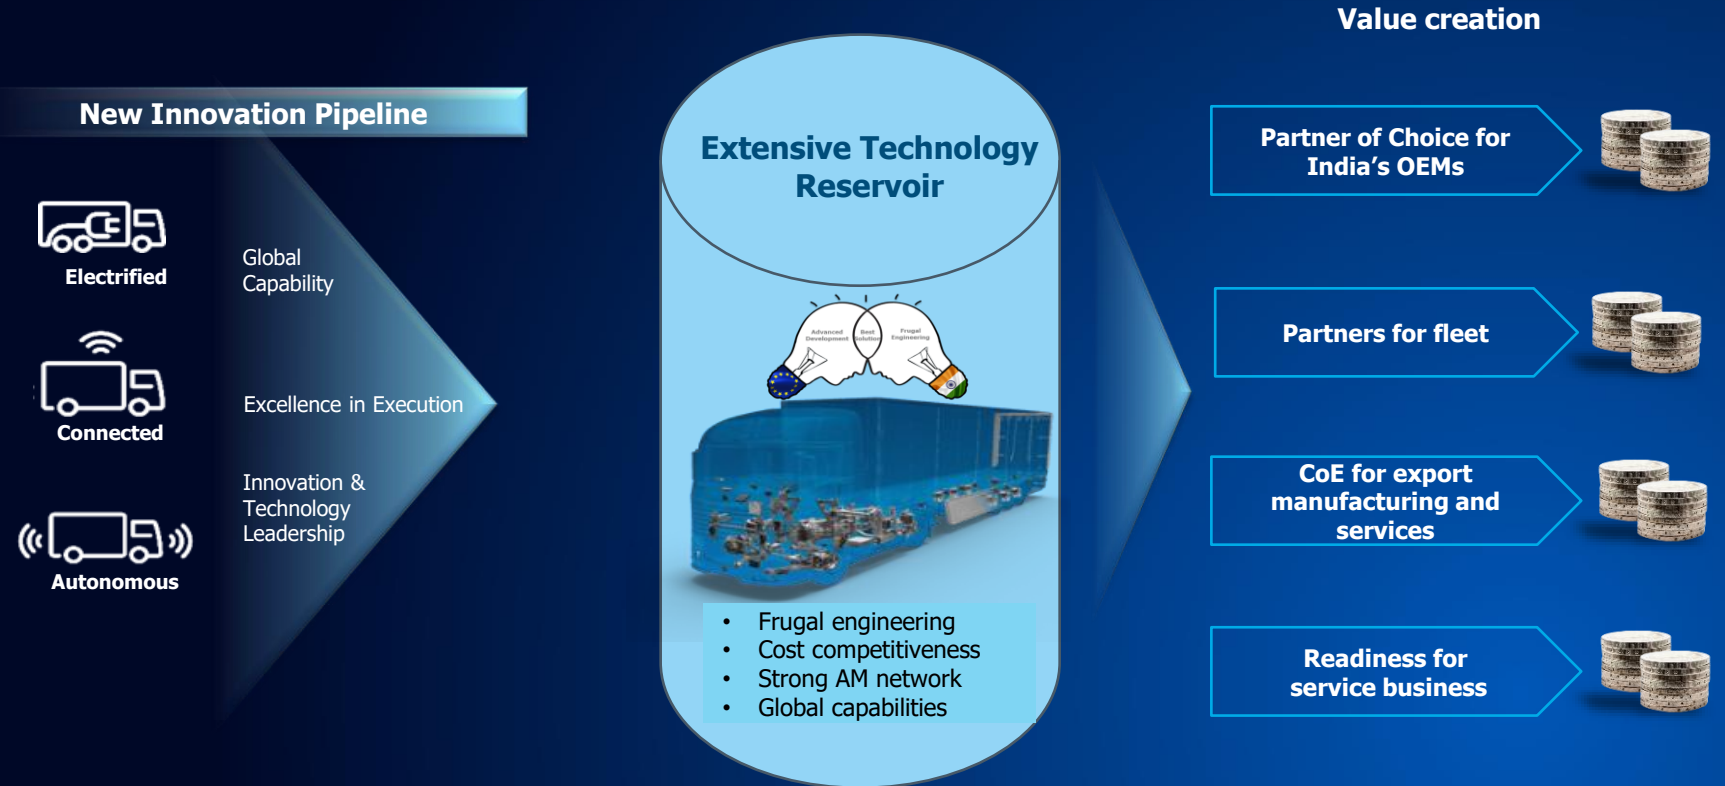 Value creation
New Innovation Pipeline
Electrified
Connected
Autonomous
Global
Capability
Excellence in Execution
Innovation &
Technology
Leadership
Extensive Technology
Reservoir
Advanced
Development
Best
Solution
Frugal
Engineering
• Frugal engineering
• Cost competitiveness
• Strong AM network
• Global capabilities
Partner of Choice for
India's OEMs
Partners for fleet
CoE for export
manufacturing and
services
Readiness for
service business